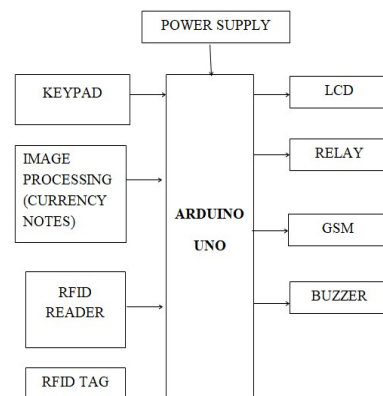 POWER SUPPLY
KEYPAD
IMAGE
PROCESSING
(CURRENCY
NOTES)
RFID
READER
RFID TAG
ARDUINO
UNO
LCD
RELAY
GSM
BUZZER